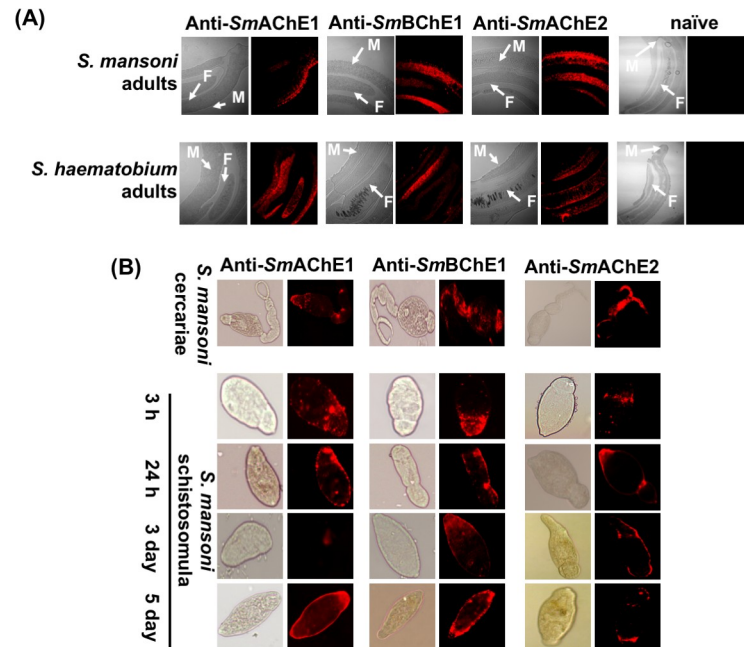 (A)
Anti-SmAChE1 Anti-SmBChE1 Anti-SmAChE2 naïve
S. mansoni
adults
F M M F M F M F
S. haematobium
adults
M F M F M F M F
(B)
Anti-SmAChE1 Anti-SmBChE1 Anti-SmAChE2
S. mansoni
cercariae
S. mansoni
schistosomula
3 h
24 h
3 day
5 day